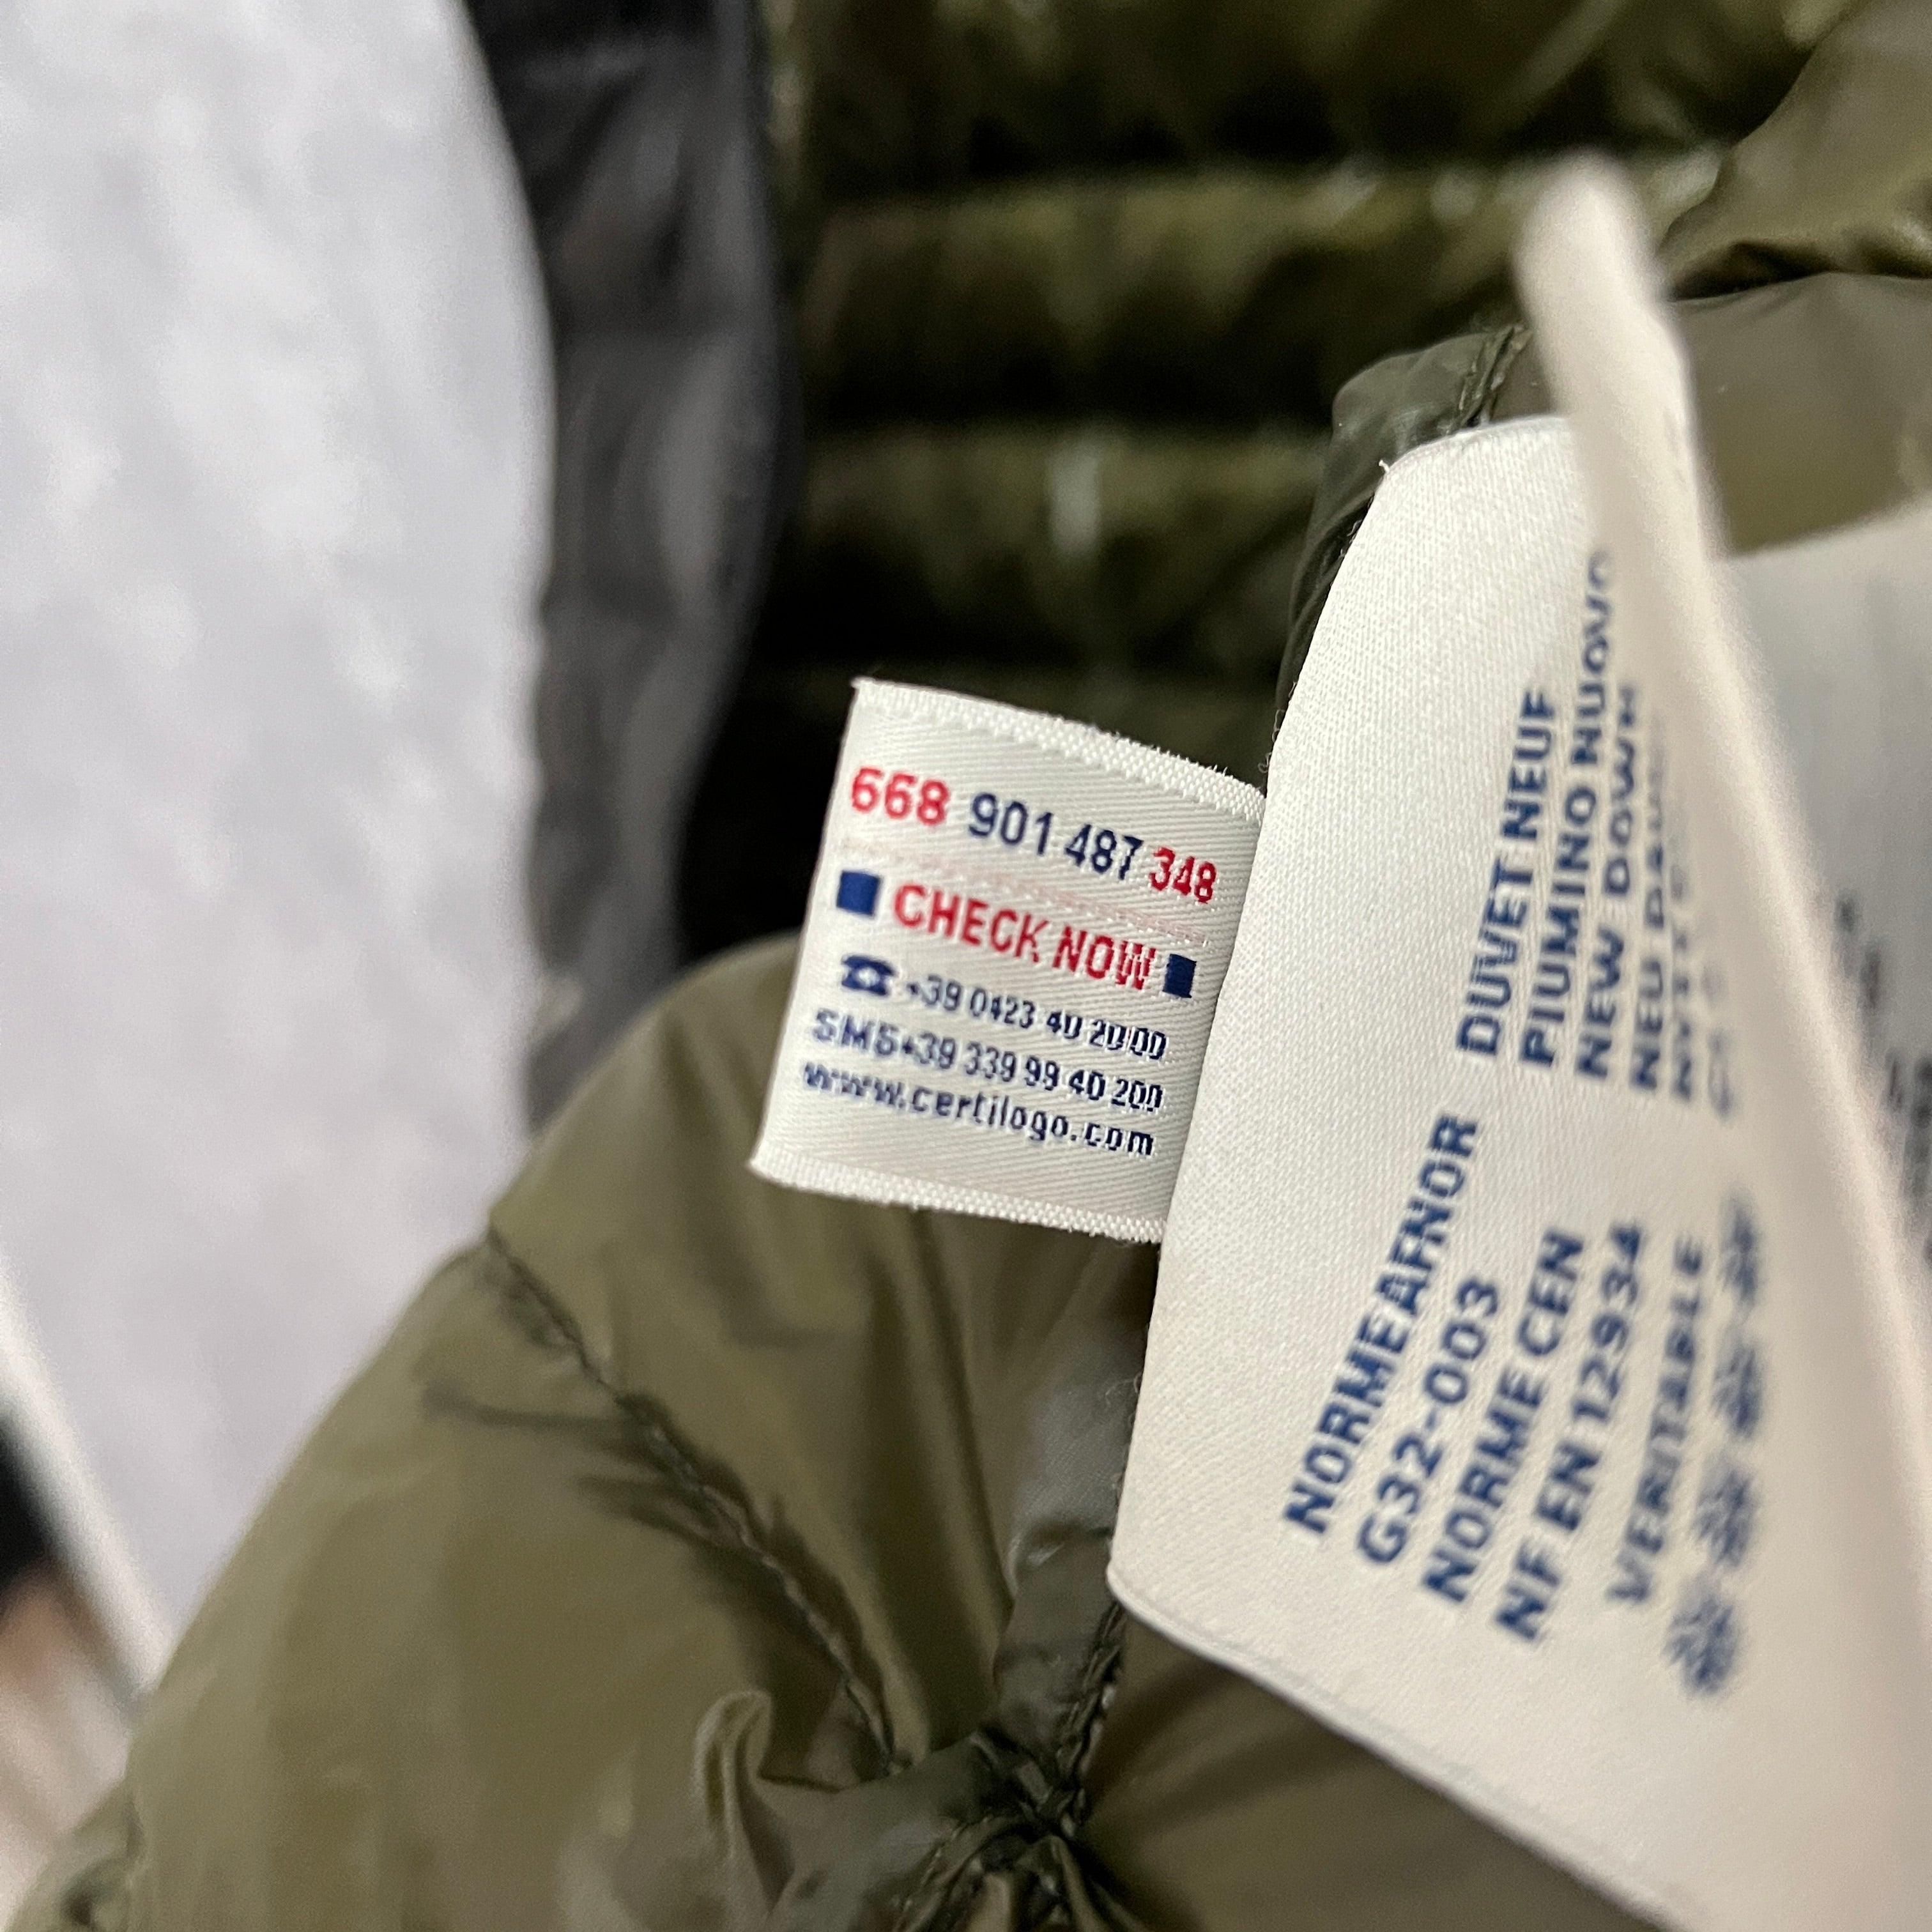 668 901 487 348
CHECK NOW
+39 0423 40 20 00
SMS+39 339 99 40 200
www.certilogo.com
DUVET NEUF
PIUMINO NUOVO
NEW DOWN
NEU
NORME AFNOR
G32-003
NORME CEN
NF EN 12934
VERITABLE